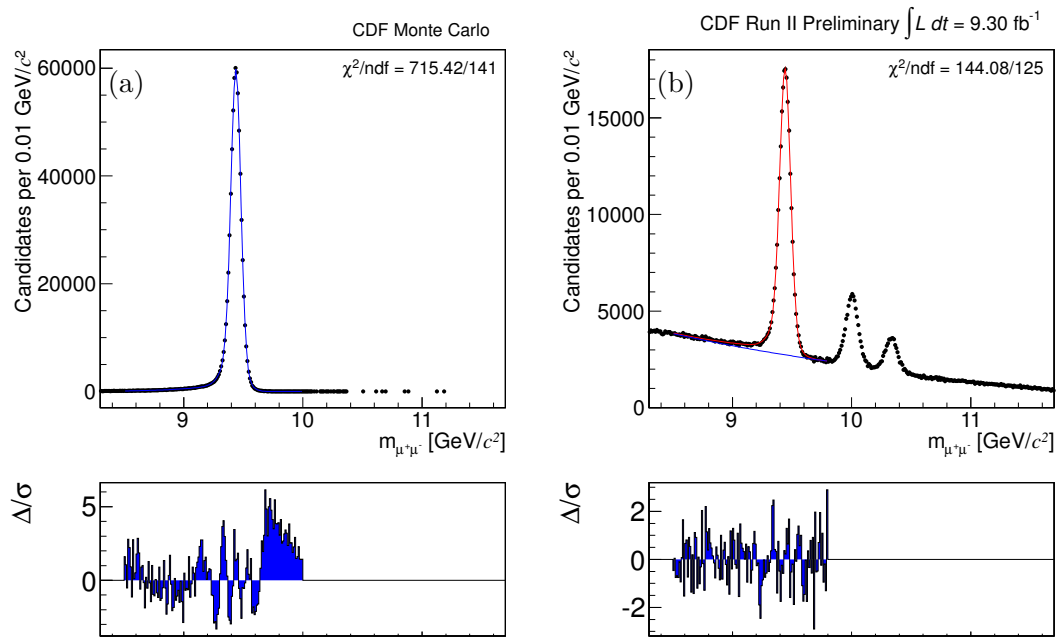 CDF Monte Carlo
(a)
χ²/ndf = 715.42/141
Candidates per 0.01 GeV/c²
60000
40000
20000
0
9
10
11
m_μ⁺μ⁻ [GeV/c²]
Δ/σ
5
0
CDF Run II Preliminary ∫L dt = 9.30 fb⁻¹
(b)
χ²/ndf = 144.08/125
Candidates per 0.01 GeV/c²
15000
10000
5000
0
9
10
11
m_μ⁺μ⁻ [GeV/c²]
Δ/σ
2
0
-2